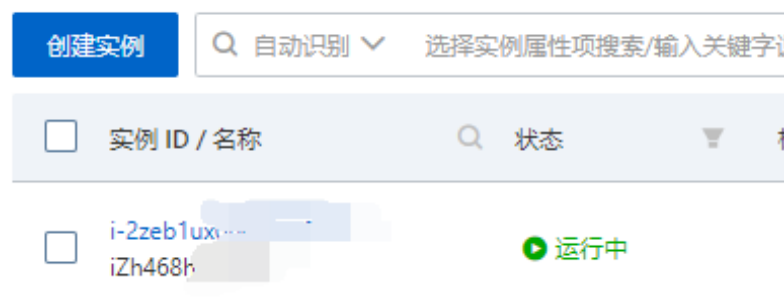 创建实例
自动识别
选择实例属性项搜索/输入关键字
实例 ID / 名称
状态
i-2zeb1ux
运行中
iZh468h